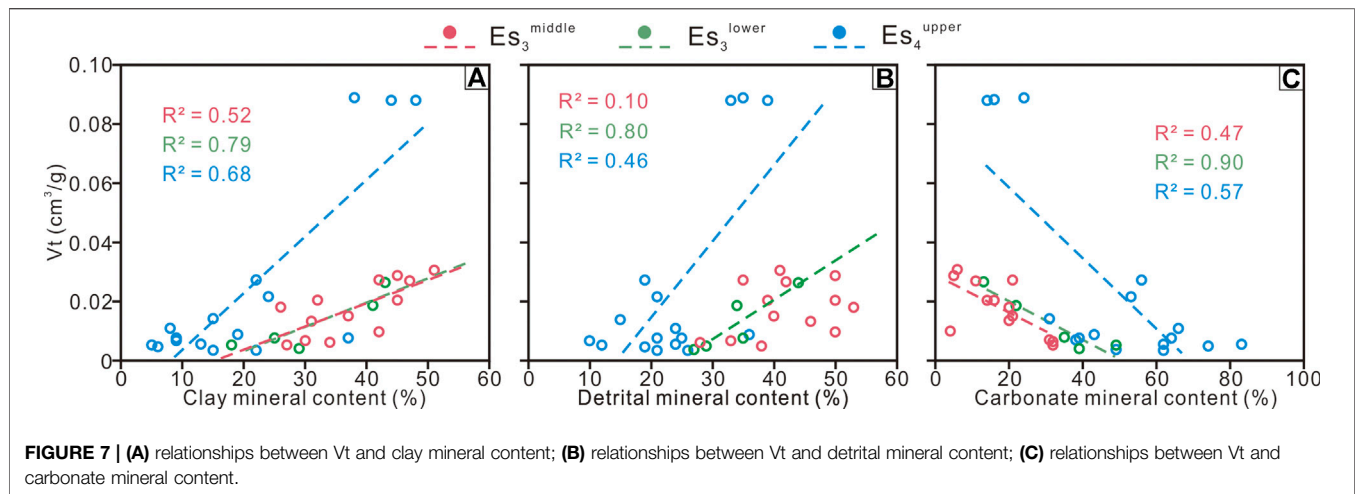 Es₃ᵐⁱᵈᵈˡᵉ Es₃ˡᵒʷᵉʳ Es₄ᵘᵖᵖᵉʳ
Vt (cm³/g)
0.10
0.08
0.06
0.04
0.02
0
A
R² = 0.52
R² = 0.79
R² = 0.68
0 10 20 30 40 50 60
Clay mineral content (%)
B
R² = 0.10
R² = 0.80
R² = 0.46
0 10 20 30 40 50 60
Detrital mineral content (%)
C
R² = 0.47
R² = 0.90
R² = 0.57
0 20 40 60 80 100
Carbonate mineral content (%)
FIGURE 7 | (A) relationships between Vt and clay mineral content; (B) relationships between Vt and detrital mineral content; (C) relationships between Vt and
carbonate mineral content.